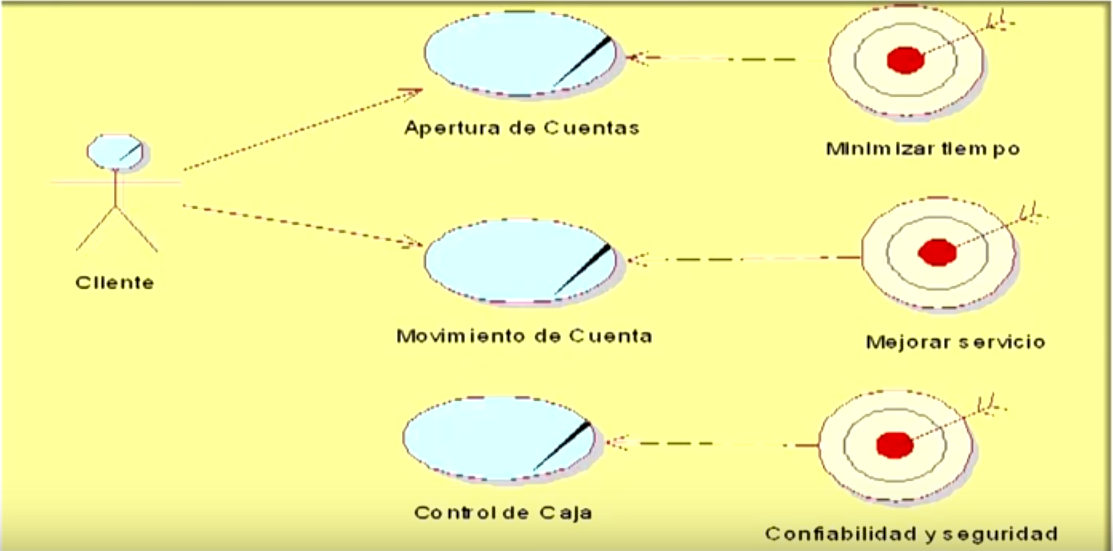 Apertura de Cuentas
Minimizar tiempo
Cliente
Movimiento de Cuenta
Mejorar servicio
Control de Caja
Confiabilidad y seguridad